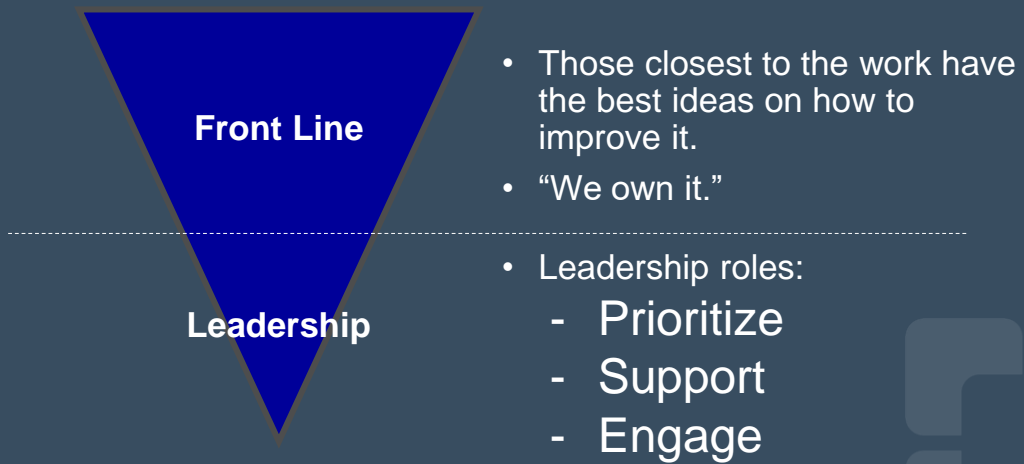 Front Line
• Those closest to the work have
the best ideas on how to
improve it.
• “We own it.”
Leadership
• Leadership roles:
- Prioritize
- Support
- Engage